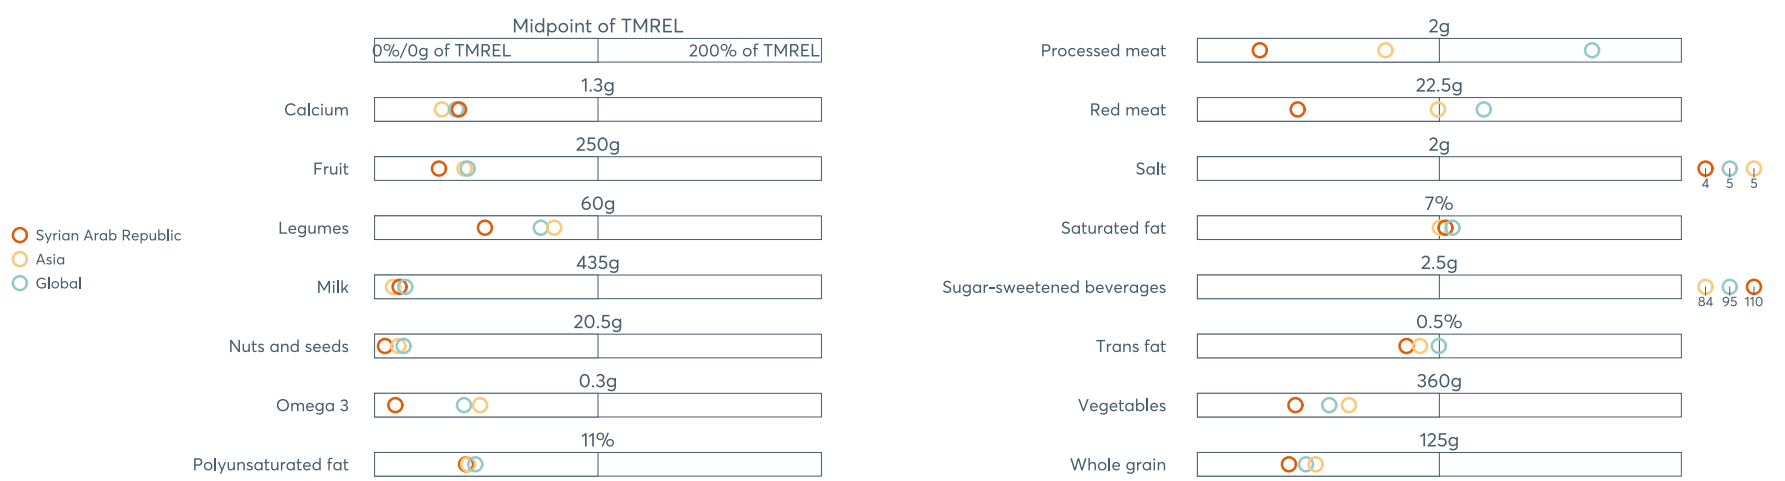 Midpoint of TMREL
0%/0g of TMREL
200% of TMREL
1.3g
Calcium
250g
Fruit
60g
Legumes
435g
Milk
20.5g
Nuts and seeds
0.3g
Omega 3
11%
Polyunsaturated fat
Syrian Arab Republic
Asia
Global
2g
Processed meat
22.5g
Red meat
2g
Salt
4 5 5
7%
Saturated fat
2.5g
Sugar-sweetened beverages
84 95 110
0.5%
Trans fat
360g
Vegetables
125g
Whole grain